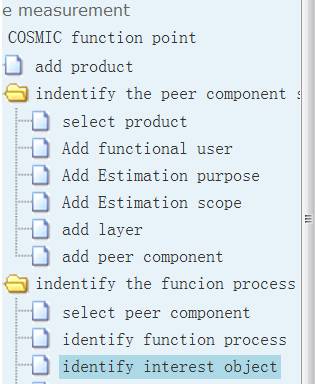 e measurement
COSMIC function point
add product
indentify the peer component s
select product
Add functional user
Add Estimation purpose
Add Estimation scope
add layer
add peer component
indentify the funcion process
select peer component
identify function process
identify interest object